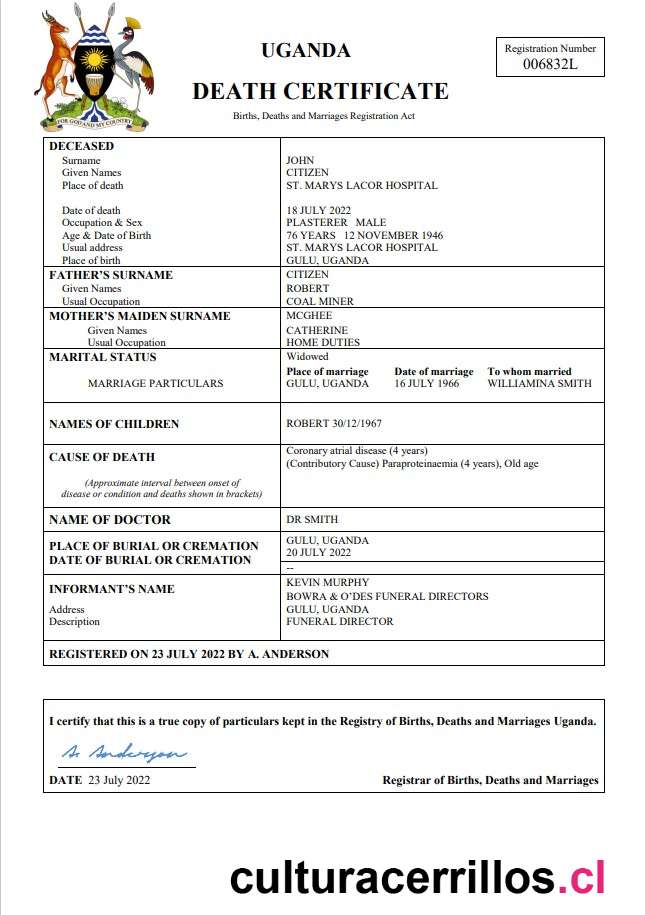 UGANDA
DEATH CERTIFICATE
Births, Deaths and Marriages Registration Act
Registration Number
006832L
FOR GOD AND MY COUNTRY
DECEASED
Surname JOHN
Given Names CITIZEN
Place of death ST. MARYS LACOR HOSPITAL
Date of death 18 JULY 2022
Occupation & Sex PLASTERER MALE
Age & Date of Birth 76 YEARS 12 NOVEMBER 1946
Usual address ST. MARYS LACOR HOSPITAL
Place of birth GULU, UGANDA
FATHER'S SURNAME CITIZEN
Given Names ROBERT
Usual Occupation COAL MINER
MOTHER'S MAIDEN SURNAME MCGHEE
Given Names CATHERINE
Usual Occupation HOME DUTIES
MARITAL STATUS Widowed
Place of marriage Date of marriage To whom married
MARRIAGE PARTICULARS GULU, UGANDA 16 JULY 1966 WILLIAMINA SMITH
NAMES OF CHILDREN ROBERT 30/12/1967
CAUSE OF DEATH Coronary atrial disease (4 years)
(Contributory Cause) Paraproteinaemia (4 years), Old age
(Approximate interval between onset of
disease or condition and deaths shown in brackets)
NAME OF DOCTOR DR SMITH
PLACE OF BURIAL OR CREMATION GULU, UGANDA
DATE OF BURIAL OR CREMATION 20 JULY 2022
--
INFORMANT'S NAME KEVIN MURPHY
BOWRA & O'DES FUNERAL DIRECTORS
Address GULU, UGANDA
Description FUNERAL DIRECTOR
REGISTERED ON 23 JULY 2022 BY A. ANDERSON
I certify that this is a true copy of particulars kept in the Registry of Births, Deaths and Marriages Uganda.
A. Anderson
DATE 23 July 2022 Registrar of Births, Deaths and Marriages
culturacerrillos.cl